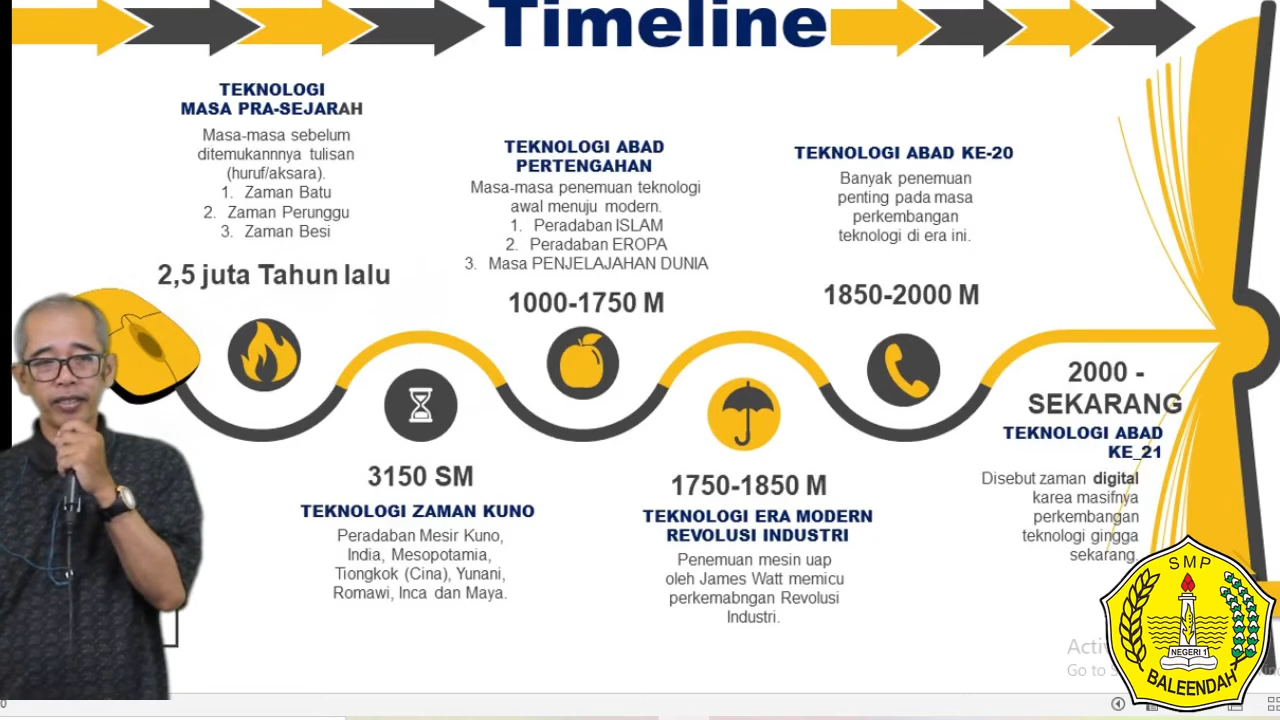 Timeline
TEKNOLOGI
MASA PRA-SEJARAH
Masa-masa sebelum
ditemukannnya tulisan
(huruf/aksara).
1. Zaman Batu
2. Zaman Perunggu
3. Zaman Besi
2,5 juta Tahun lalu
3150 SM
TEKNOLOGI ZAMAN KUNO
Peradaban Mesir Kuno,
India, Mesopotamia,
Tiongkok (Cina), Yunani,
Romawi, Inca dan Maya.
TEKNOLOGI ABAD
PERTENGAHAN
Masa-masa penemuan teknologi
awal menuju modern.
1. Peradaban ISLAM
2. Peradaban EROPA
3. Masa PENJELAJAHAN DUNIA
1000-1750 M
1750-1850 M
TEKNOLOGI ERA MODERN
REVOLUSI INDUSTRI
Penemuan mesin uap
oleh James Watt memicu
perkemabngan Revolusi
Industri.
TEKNOLOGI ABAD KE-20
Banyak penemuan
penting pada masa
perkembangan
teknologi di era ini.
1850-2000 M
2000 -
SEKARANG
TEKNOLOGI ABAD
KE_21
Disebut zaman digital
karea masifnya
perkembangan
teknologi gingga
sekarang.
Go to
SMP
NEGERI 1
BALEENDAH